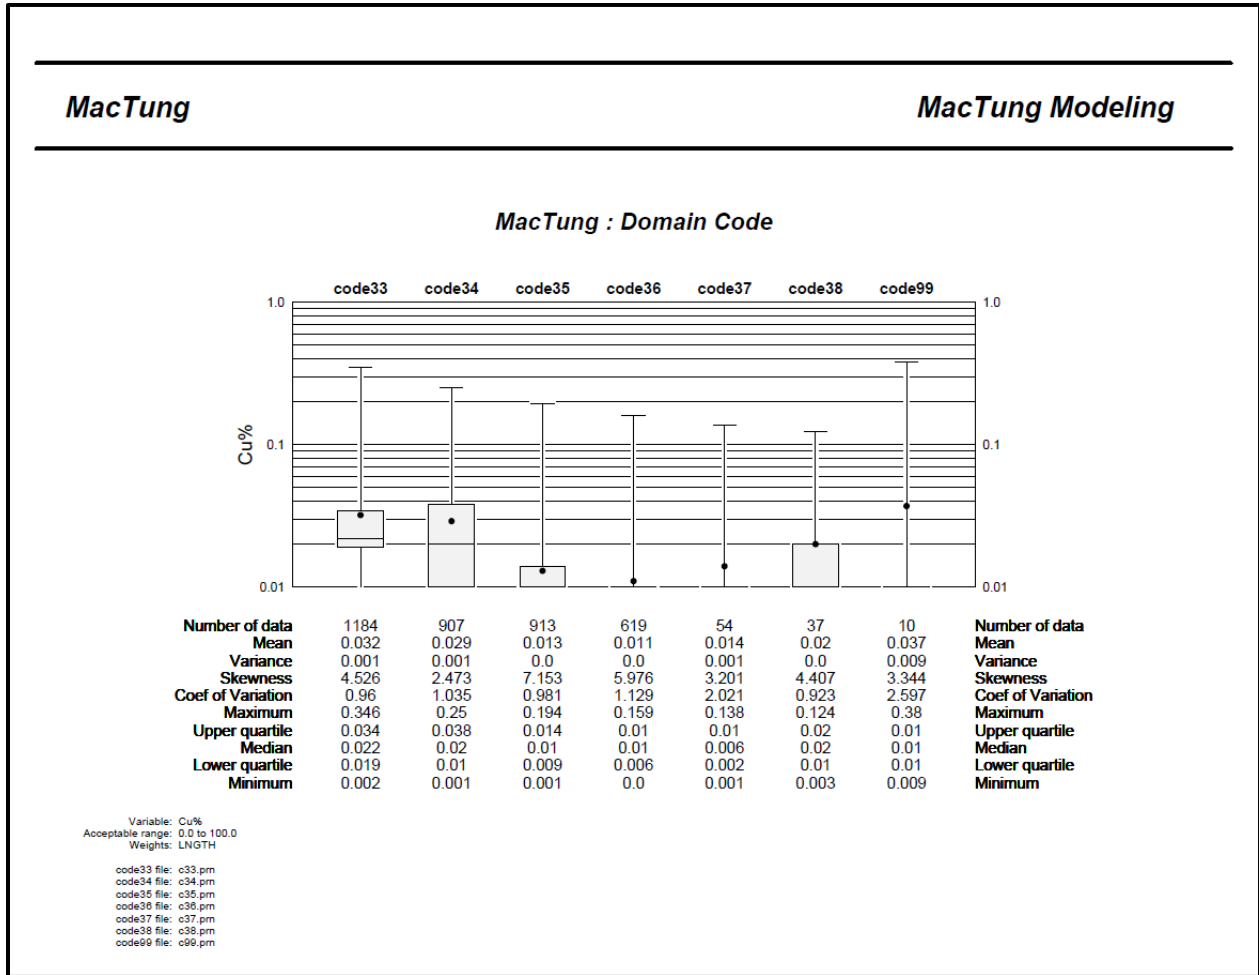 MacTung MacTung Modeling
MacTung : Domain Code
code33 code34 code35 code36 code37 code38 code99
1.0 1.0
Cu%
0.1 0.1
0.01 0.01
Number of data 1184 907 913 619 54 37 10 Number of data
Mean 0.032 0.029 0.013 0.011 0.014 0.02 0.037 Mean
Variance 0.001 0.001 0.0 0.0 0.001 0.0 0.009 Variance
Skewness 4.526 2.473 7.153 5.976 3.201 4.407 3.344 Skewness
Coef of Variation 0.96 1.035 0.981 1.129 2.021 0.923 2.597 Coef of Variation
Maximum 0.346 0.25 0.194 0.159 0.138 0.124 0.38 Maximum
Upper quartile 0.034 0.038 0.014 0.01 0.01 0.02 0.01 Upper quartile
Median 0.022 0.02 0.01 0.01 0.006 0.02 0.01 Median
Lower quartile 0.019 0.01 0.009 0.006 0.002 0.01 0.01 Lower quartile
Minimum 0.002 0.001 0.001 0.0 0.001 0.003 0.009 Minimum
Variable: Cu%
Acceptable range: 0.0 to 100.0
Weights: LNGTH
code33 file: c33.prn
code34 file: c34.prn
code35 file: c35.prn
code36 file: c36.prn
code37 file: c37.prn
code38 file: c38.prn
code99 file: c99.prn